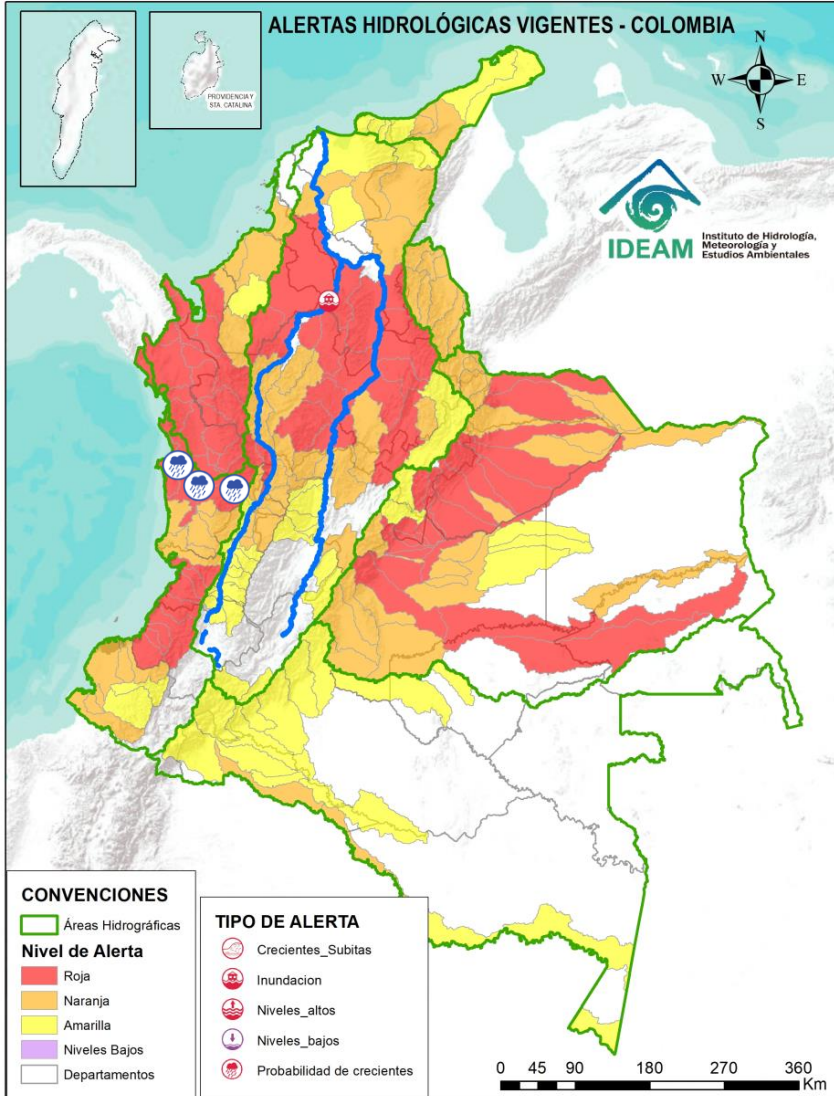 ALERTAS HIDROLÓGICAS VIGENTES - COLOMBIA
N
W
E
S
PROVIDENCIA Y
STA. CATALINA
IDEAM
Instituto de Hidrología,
Meteorología y
Estudios Ambientales
CONVENCIONES
Áreas Hidrográficas
Nivel de Alerta
Roja
Naranja
Amarilla
Niveles Bajos
Departamentos
TIPO DE ALERTA
Crecientes_Subitas
Inundacion
Niveles_altos
Niveles_bajos
Probabilidad de crecientes
0 45 90 180 270 360
Km